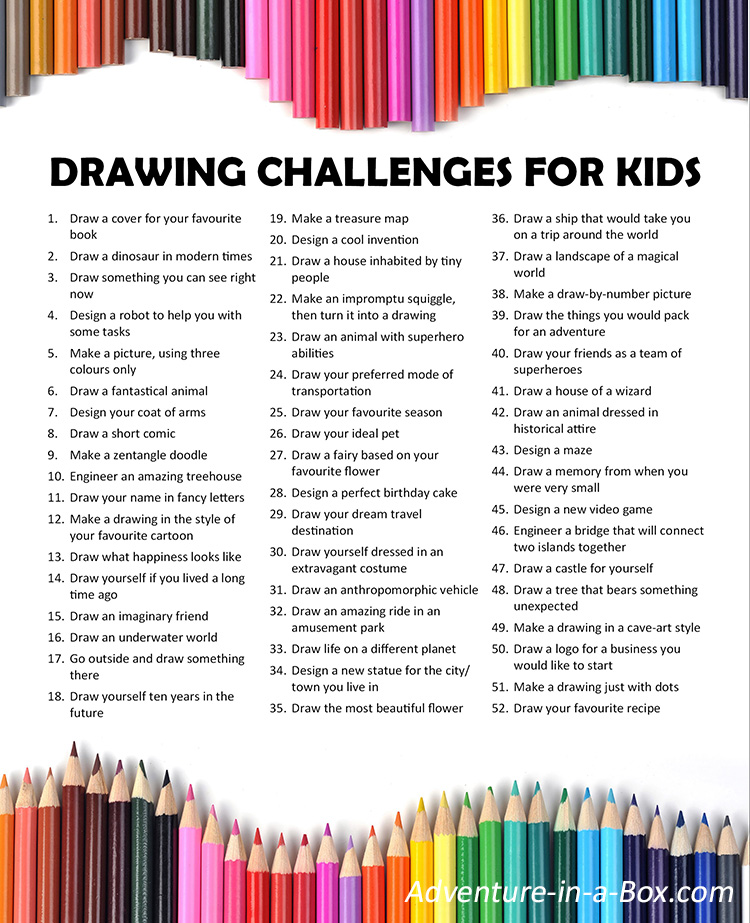 DRAWING CHALLENGES FOR KIDS
1. Draw a cover for your favourite
book
2. Draw a dinosaur in modern times
3. Draw something you can see right
now
4. Design a robot to help you with
some tasks
5. Make a picture, using three
colours only
6. Draw a fantastical animal
7. Design your coat of arms
8. Draw a short comic
9. Make a zentangle doodle
10. Engineer an amazing treehouse
11. Draw your name in fancy letters
12. Make a drawing in the style of
your favourite cartoon
13. Draw what happiness looks like
14. Draw yourself if you lived a long
time ago
15. Draw an imaginary friend
16. Draw an underwater world
17. Go outside and draw something
there
18. Draw yourself ten years in the
future
19. Make a treasure map
20. Design a cool invention
21. Draw a house inhabited by tiny
people
22. Make an impromptu squiggle,
then turn it into a drawing
23. Draw an animal with superhero
abilities
24. Draw your preferred mode of
transportation
25. Draw your favourite season
26. Draw your ideal pet
27. Draw a fairy based on your
favourite flower
28. Design a perfect birthday cake
29. Draw your dream travel
destination
30. Draw yourself dressed in an
extravagant costume
31. Draw an anthropomorphic vehicle
32. Draw an amazing ride in an
amusement park
33. Draw life on a different planet
34. Design a new statue for the city/
town you live in
35. Draw the most beautiful flower
36. Draw a ship that would take you
on a trip around the world
37. Draw a landscape of a magical
world
38. Make a draw-by-number picture
39. Draw the things you would pack
for an adventure
40. Draw your friends as a team of
superheroes
41. Draw a house of a wizard
42. Draw an animal dressed in
historical attire
43. Design a maze
44. Draw a memory from when you
were very small
45. Design a new video game
46. Engineer a bridge that will connect
two islands together
47. Draw a castle for yourself
48. Draw a tree that bears something
unexpected
49. Make a drawing in a cave-art style
50. Draw a logo for a business you
would like to start
51. Make a drawing just with dots
52. Draw your favourite recipe
Adventure-in-a-Box.com